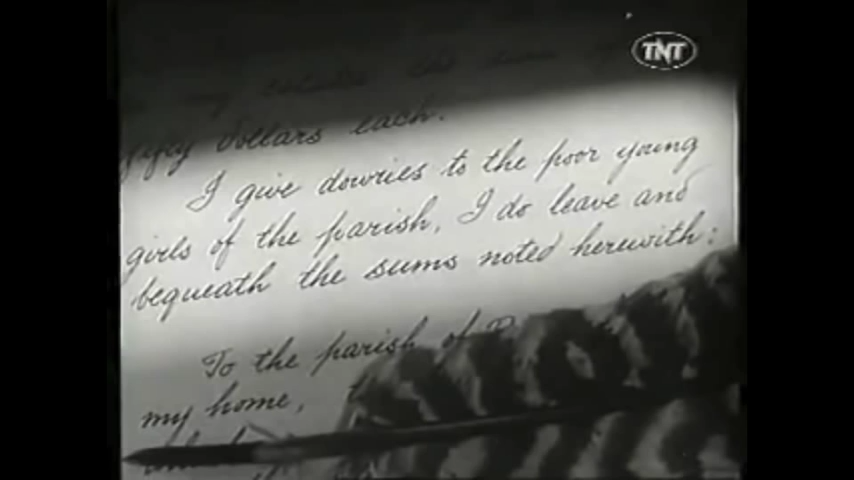 TNT
fifty dollars each.
I give dowries to the poor young
girls of the parish, I do leave and
bequeath the sums noted herewith:
To the parish of
my home,